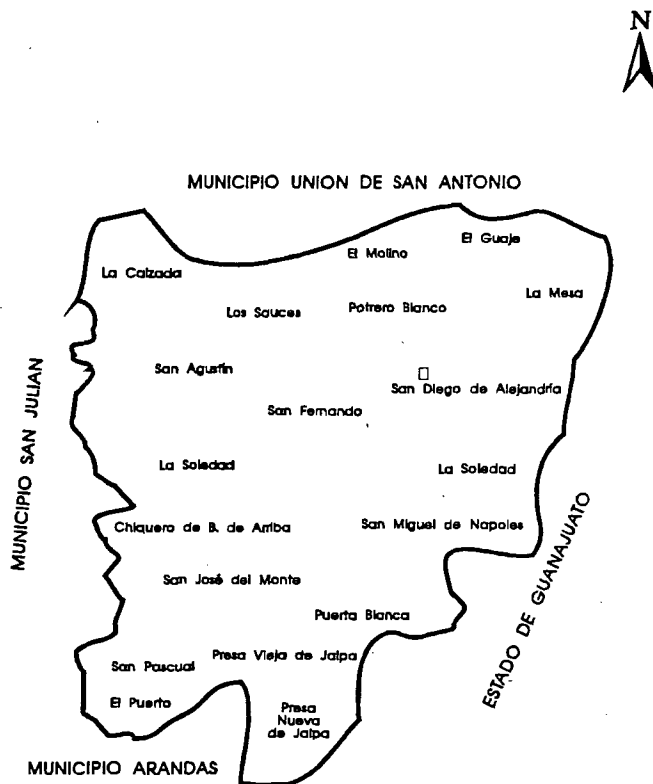 N
MUNICIPIO UNION DE SAN ANTONIO
El Guaje
El Molino
La Calzada
La Mesa
Los Sauces
Potrero Blanco
San Agustín
San Diego de Alejandría
San Fernando
MUNICIPIO SAN JULIAN
La Soledad
La Soledad
Chiquero de B. de Arriba
San Miguel de Napoles
San José del Monte
ESTADO DE GUANAJUATO
Puerta Blanca
Presa Vieja de Jalpa
San Pascual
El Puerto
Presa
Nueva
de Jalpa
MUNICIPIO ARANDAS